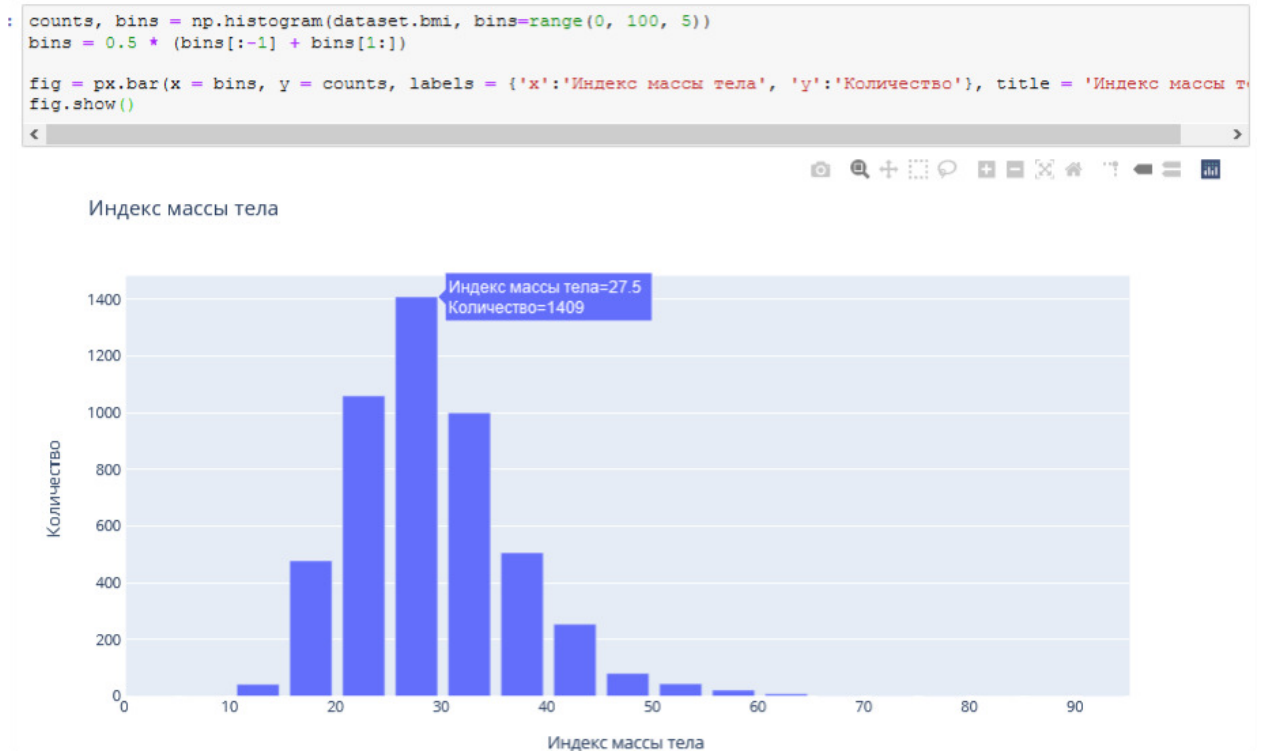 : counts, bins = np.histogram(dataset.bmi, bins=range(0, 100, 5))
bins = 0.5 * (bins[:-1] + bins[1:])
fig = px.bar(x = bins, y = counts, labels = {'x':'Индекс массы тела', 'y':'Количество'}, title = 'Индекс массы
fig.show()
Индекс массы тела
Индекс массы тела=27.5
Количество=1409
1400
1200
1000
800
600
400
200
0
Количество
0 10 20 30 40 50 60 70 80 90
Индекс массы тела